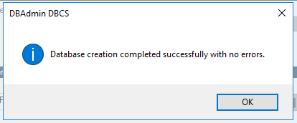 DBAdmin DBCS
Database creation completed successfully with no errors.
OK